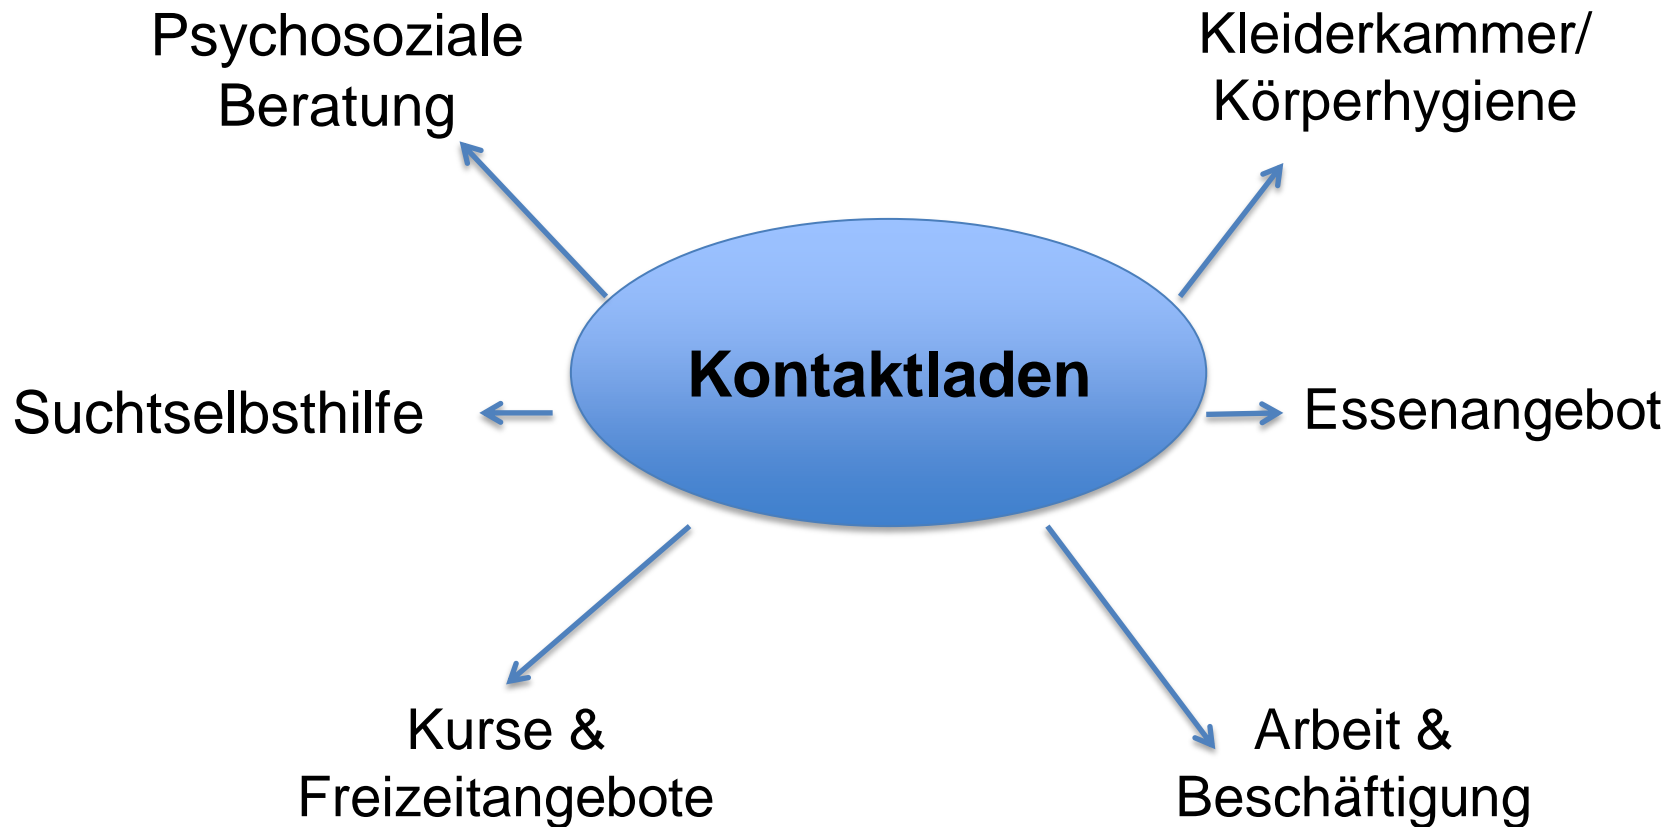 Psychosoziale
Beratung
Kleiderkammer/
Körperhygiene
Kontaktladen
Suchtselbsthilfe
Essenangebot
Kurse &
Freizeitangebote
Arbeit &
Beschäftigung